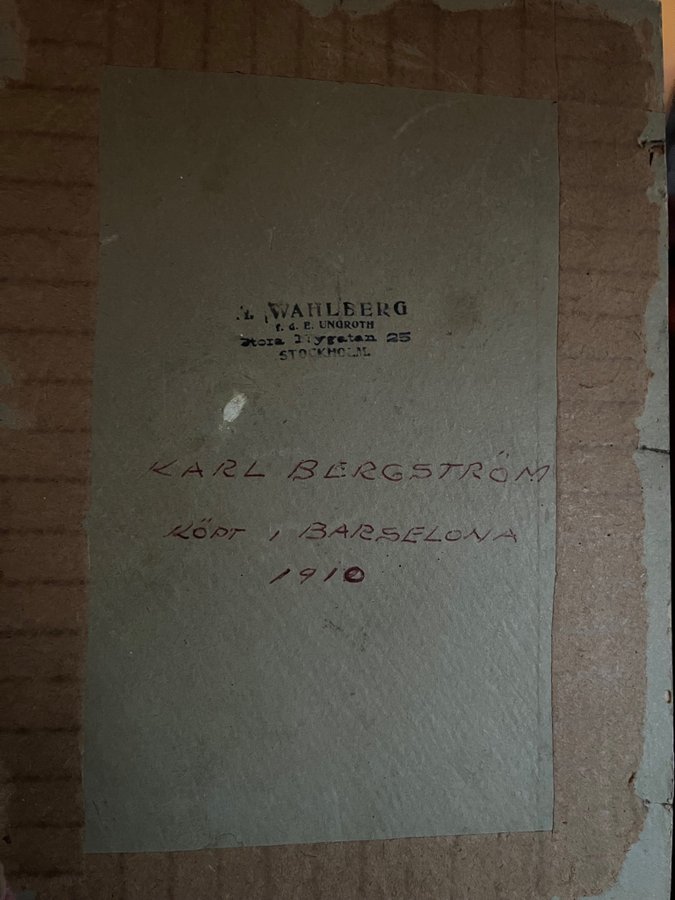 WAHLBERG
F. d. E. UNGROTH
Stora Nygatan 25
STOCKHOLM.
KARL BERGSTRÖM
KÖPT I BARSELONA
1910